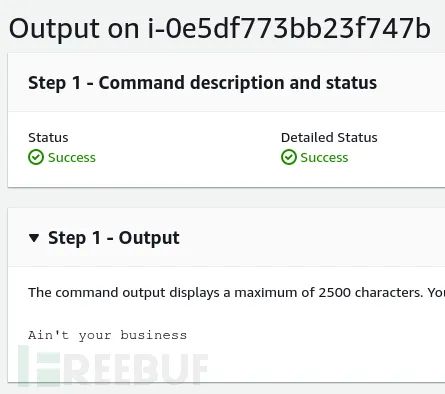 Output on i-0e5df773bb23f747b
Step 1 - Command description and status
Status
Detailed Status
Success
Success
Step 1 - Output
The command output displays a maximum of 2500 characters. You
Ain't your business
FREEBUF